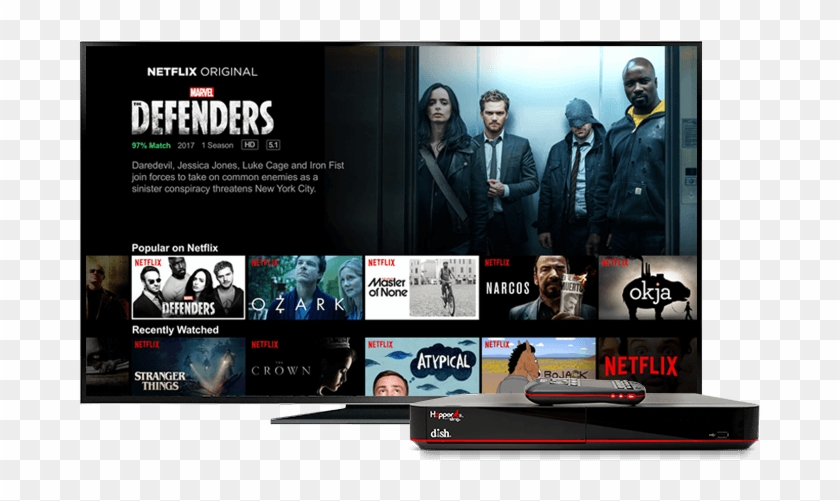 NETFLIX ORIGINAL
MARVEL
THE DEFENDERS
97% Match 2017 1 Season HD 5.1
Daredevil, Jessica Jones, Luke Cage and Iron Fist
join forces to take on common enemies as a
sinister conspiracy threatens New York City.
Popular on Netflix
NETFLIX NETFLIX NETFLIX NETFLIX NETFLIX
MARVEL
DEFENDERS
OZARK
Master
of None
NARCOS
okja
Recently Watched
NETFLIX NETFLIX NETFLIX NETFLIX
STRANGER
THINGS
THE
CROWN
ATYPICAL
BoJACK
NETFLIX
Hopper
dish